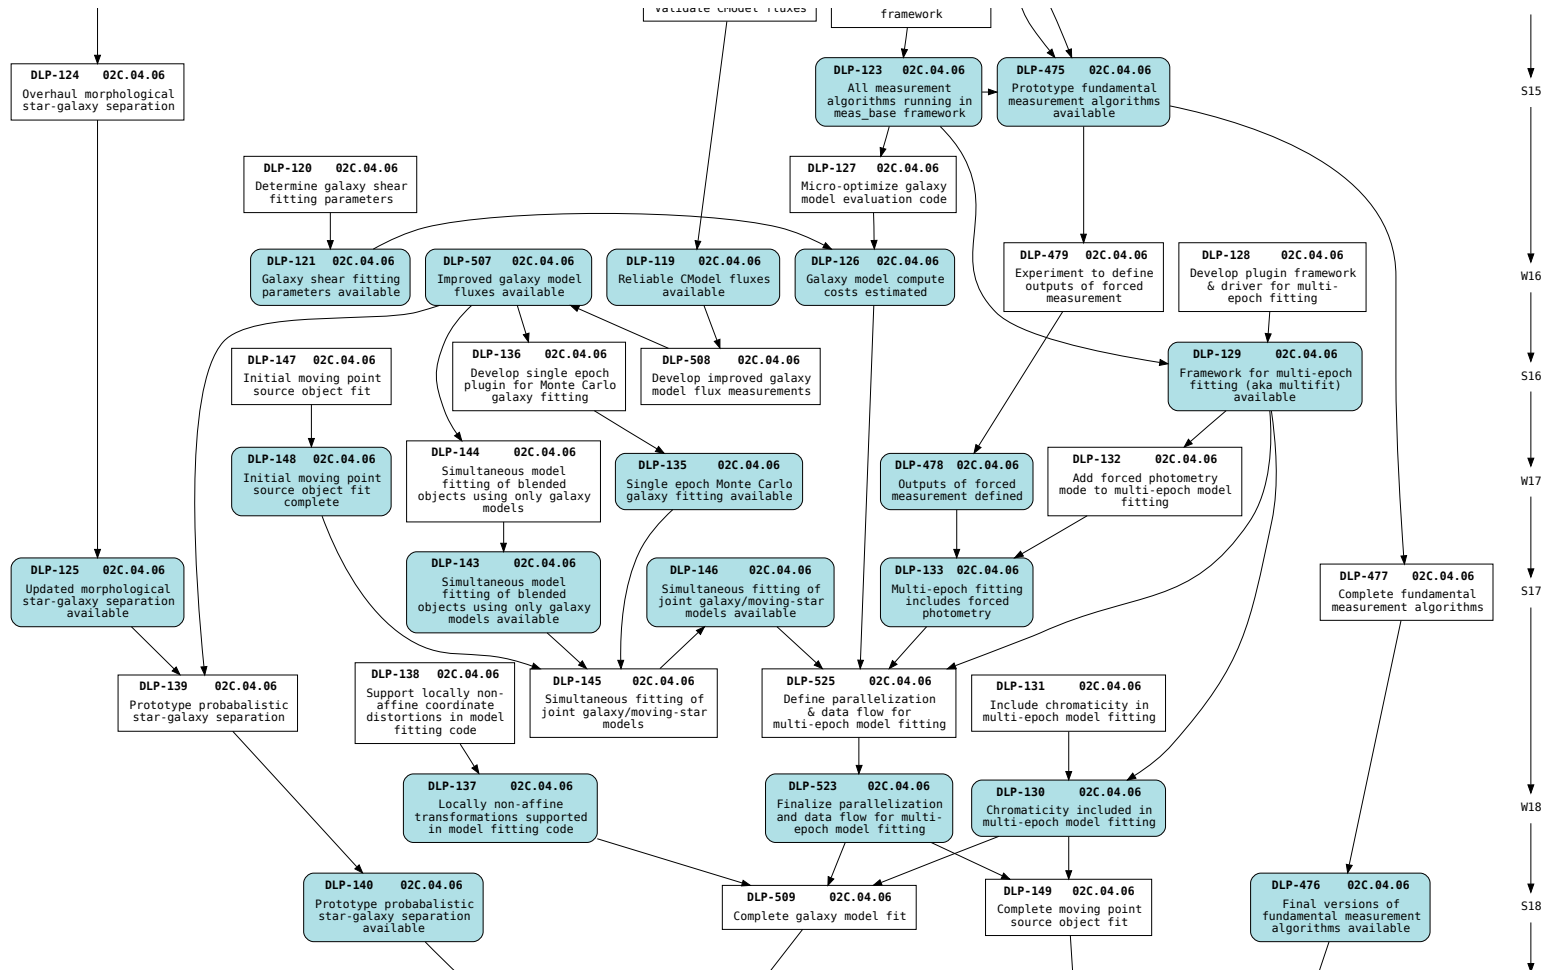 Validate CModel fluxes
framework
DLP-124 02C.04.06
Overhaul morphological
star-galaxy separation
DLP-123 02C.04.06
All measurement
algorithms running in
meas_base framework
DLP-475 02C.04.06
Prototype fundamental
measurement algorithms
available
S15
DLP-120 02C.04.06
Determine galaxy shear
fitting parameters
DLP-127 02C.04.06
Micro-optimize galaxy
model evaluation code
DLP-121 02C.04.06
Galaxy shear fitting
parameters available
DLP-507 02C.04.06
Improved galaxy model
fluxes available
DLP-119 02C.04.06
Reliable CModel fluxes
available
DLP-126 02C.04.06
Galaxy model compute
costs estimated
DLP-479 02C.04.06
Experiment to define
outputs of forced
measurement
DLP-128 02C.04.06
Develop plugin framework
& driver for multi-
epoch fitting
W16
DLP-147 02C.04.06
Initial moving point
source object fit
DLP-136 02C.04.06
Develop single epoch
plugin for Monte Carlo
galaxy fitting
DLP-508 02C.04.06
Develop improved galaxy
model flux measurements
DLP-129 02C.04.06
Framework for multi-epoch
fitting (aka multifit)
available
S16
DLP-148 02C.04.06
Initial moving point
source object fit
complete
DLP-144 02C.04.06
Simultaneous model
fitting of blended
objects using only galaxy
models
DLP-135 02C.04.06
Single epoch Monte Carlo
galaxy fitting available
DLP-478 02C.04.06
Outputs of forced
measurement defined
DLP-132 02C.04.06
Add forced photometry
mode to multi-epoch model
fitting
W17
DLP-125 02C.04.06
Updated morphological
star-galaxy separation
available
DLP-143 02C.04.06
Simultaneous model
fitting of blended
objects using only galaxy
models available
DLP-146 02C.04.06
Simultaneous fitting of
joint galaxy/moving-star
models available
DLP-133 02C.04.06
Multi-epoch fitting
includes forced
photometry
DLP-477 02C.04.06
Complete fundamental
measurement algorithms
S17
DLP-139 02C.04.06
Prototype probabalistic
star-galaxy separation
DLP-138 02C.04.06
Support locally non-
affine coordinate
distortions in model
fitting code
DLP-145 02C.04.06
Simultaneous fitting of
joint galaxy/moving-star
models
DLP-525 02C.04.06
Define parallelization
& data flow for
multi-epoch model fitting
DLP-131 02C.04.06
Include chromaticity in
multi-epoch model fitting
DLP-137 02C.04.06
Locally non-affine
transformations supported
in model fitting code
DLP-523 02C.04.06
Finalize parallelization
and data flow for multi-
epoch model fitting
DLP-130 02C.04.06
Chromaticity included in
multi-epoch model fitting
W18
DLP-140 02C.04.06
Prototype probabalistic
star-galaxy separation
available
DLP-509 02C.04.06
Complete galaxy model fit
DLP-149 02C.04.06
Complete moving point
source object fit
DLP-476 02C.04.06
Final versions of
fundamental measurement
algorithms available
S18